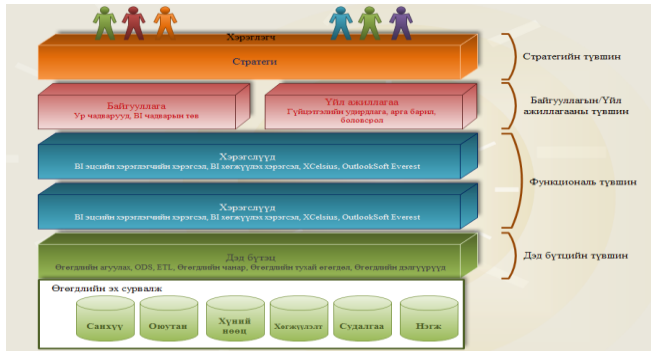 Хэрэглэгч
Стратеги
Стратегийн түвшин
Байгууллага
Ур чадварууд, BI чадварын төв
Үйл ажиллагаа
Гүйцэтгэлийн удирдлага, арга барил,
боловсрол
Байгууллагын/Үйл
ажиллагааны түвшин
Хэрэгслүүд
BI эцсийн хэрэглэгчийн хэрэгсэл, BI хөгжүүлэх хэрэгсэл, XCelsius, OutlookSoft Everest
Хэрэгслүүд
BI эцсийн хэрэглэгчийн хэрэгсэл, BI хөгжүүлэх хэрэгсэл, XCelsius, OutlookSoft Everest
Функциональ түвшин
Дэд бүтэц
Өгөгдлийн агуулах, ODS, ETL, Өгөгдлийн чанар, Өгөгдлийн тухай өгөгдөл, Өгөгдлийн дэлгүүрүүд
Дэд бүтцийн түвшин
Өгөгдлийн эх сурвалж
Санхүү
Оюутан
Хүний
нөөц
Хөгжүүлэлт
Судалгаа
Нэгж